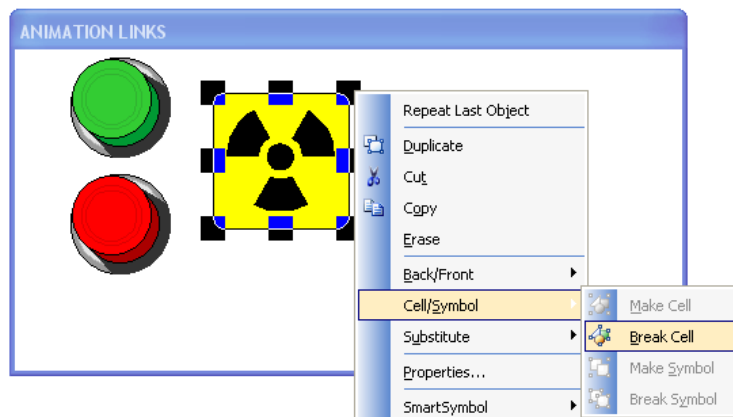 ANIMATION LINKS
Repeat Last Object
Duplicate
Cut
Copy
Erase
Back/Front
Cell/Symbol
Substitute
Properties...
SmartSymbol
Make Cell
Break Cell
Make Symbol
Break Symbol